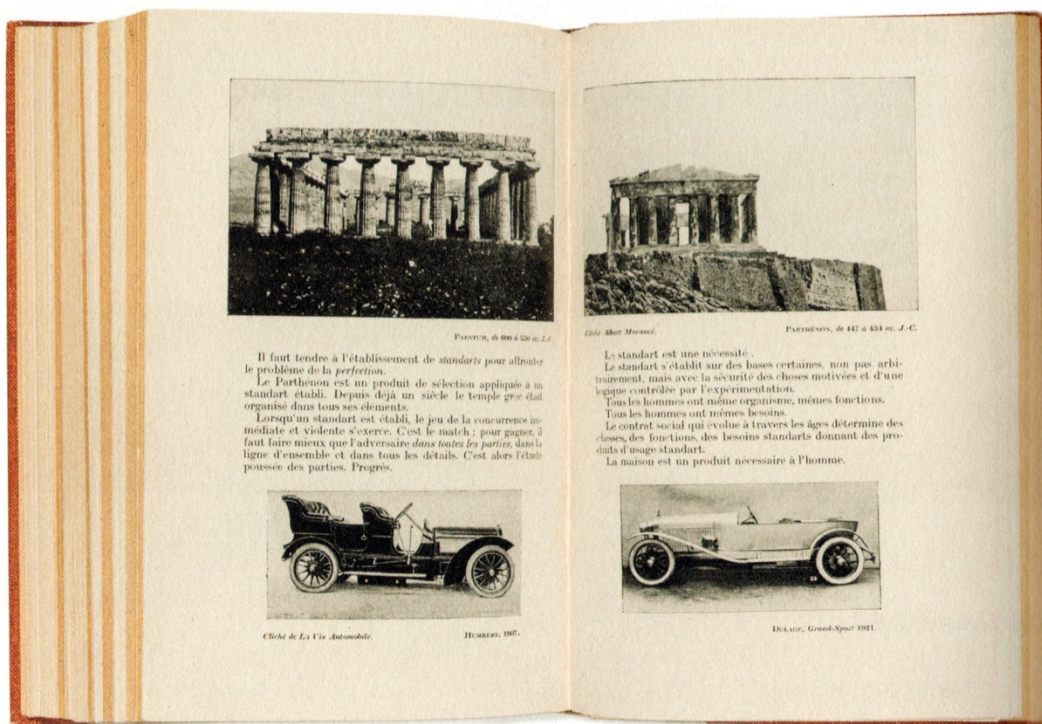 PAESTUM, de 600 à 550 av. J.-C.
Il faut tendre à l'établissement de standarts pour affronter
le problème de la perfection.
Le Parthénon est un produit de sélection appliquée à un
standart établi. Depuis déjà un siècle le temple grec était
organisé dans tous ses éléments.
Lorsqu'un standart est établi, le jeu de la concurrence im-
médiate et violente s'exerce. C'est le match ; pour gagner, il
faut faire mieux que l'adversaire dans toutes les parties, dans la
ligne d'ensemble et dans tous les détails. C'est alors l'étude
poussée des parties. Progrès.
Cliché de La Vie Automobile.
HUMBERT, 1907.
Cliché Albert Morancé.
PARTHÉNON, de 447 à 434 av. J.-C.
Le standart est une nécessité .
Le standart s'établit sur des bases certaines, non pas arbi-
trairement, mais avec la sécurité des choses motivées et d'une
logique contrôlée par l'expérimentation.
Tous les hommes ont même organisme, mêmes fonctions.
Tous les hommes ont mêmes besoins.
Le contrat social qui évolue à travers les âges détermine des
classes, des fonctions, des besoins standarts donnant des pro-
duits d'usage standart.
La maison est un produit nécessaire à l'homme.
DELAGE, Grand-Sport 1921.